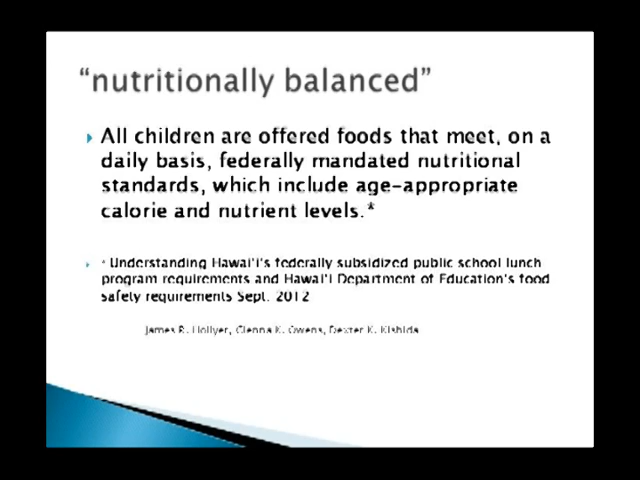 “nutritionally balanced”
All children are offered foods that meet, on a
daily basis, federally mandated nutritional
standards, which include age-appropriate
calorie and nutrient levels.*
* Understanding Hawai'i's federally subsidized public school lunch
program requirements and Hawai'i Department of Education's food
safety requirements Sept. 2012
James R. Hollyer, Glenna K. Owens, Dexter K. Kishida